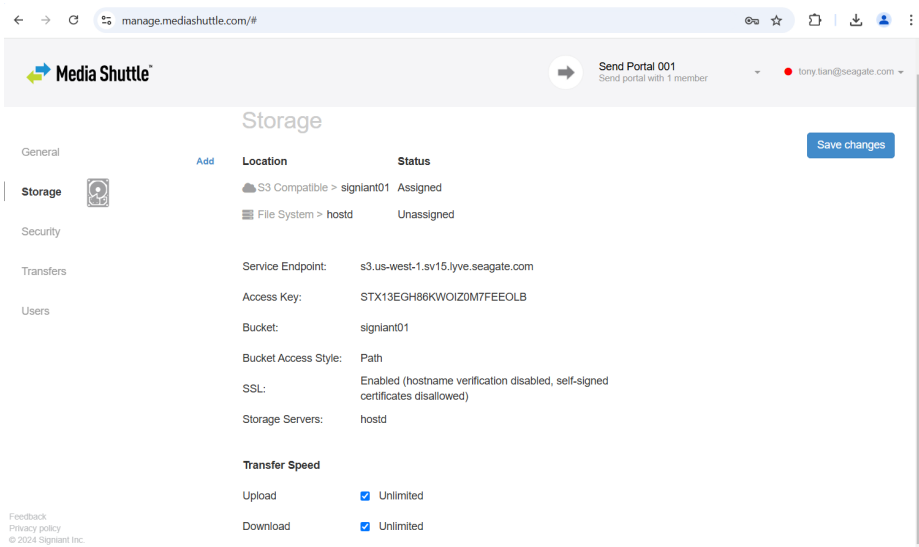 manage.mediashuttle.com/#
Media Shuttle™
Send Portal 001
Send portal with 1 member
tony.tian@seagate.com
Storage
Save changes
General
Storage
Security
Transfers
Users
Add
Location Status
S3 Compatible > signiant01 Assigned
File System > hostd Unassigned
Service Endpoint: s3.us-west-1.sv15.lyve.seagate.com
Access Key: STX13EGH86KWOIZ0M7FEEOLB
Bucket: signiant01
Bucket Access Style: Path
SSL: Enabled (hostname verification disabled, self-signed
certificates disallowed)
Storage Servers: hostd
Transfer Speed
Upload Unlimited
Download Unlimited
Feedback
Privacy policy
© 2024 Signiant Inc.